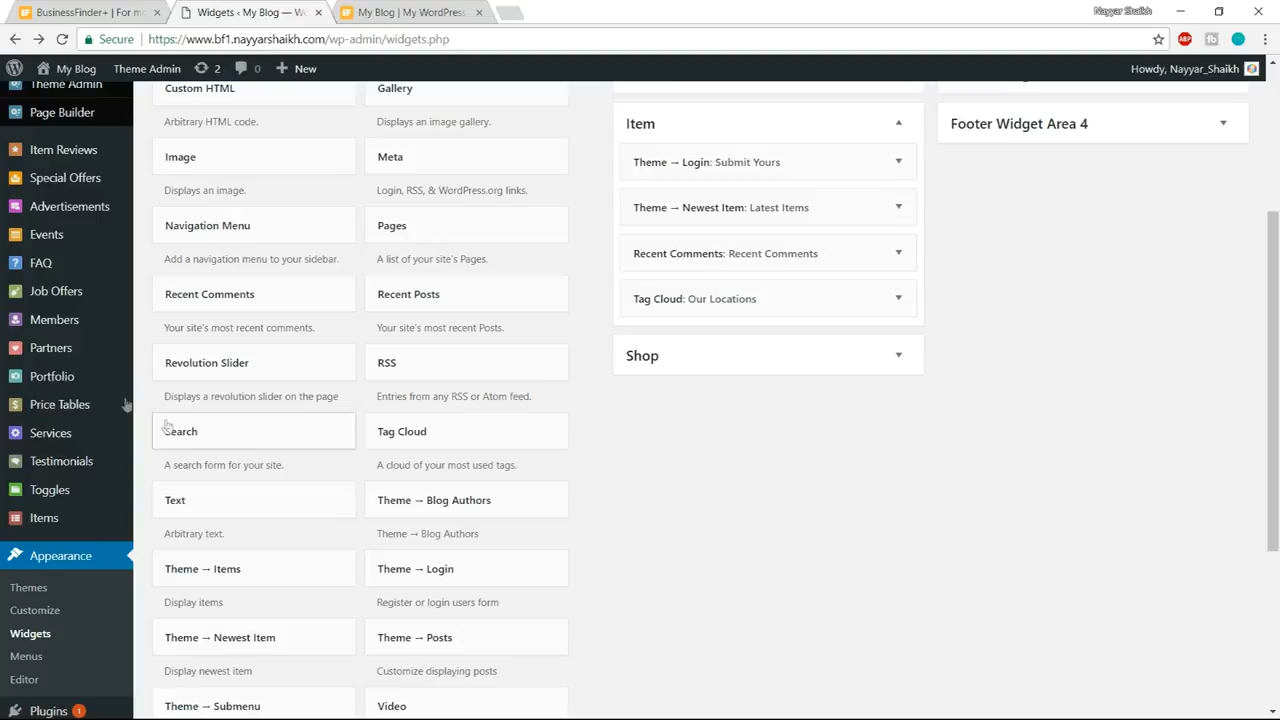 BusinessFinder+ | For m
Widgets ‹ My Blog — Wo
My Blog | My WordPress
Nayyar Shaikh
Secure | https://www.bf1.nayyarshaikh.com/wp-admin/widgets.php
ABP
My Blog Theme Admin 2 0 New
Howdy, Nayyar_Shaikh
Theme Admin
Page Builder
Item Reviews
Special Offers
Advertisements
Events
FAQ
Job Offers
Members
Partners
Portfolio
Price Tables
Services
Testimonials
Toggles
Items
Appearance
Themes
Customize
Widgets
Menus
Editor
Plugins 1
Custom HTML
Arbitrary HTML code.
Image
Displays an image.
Navigation Menu
Add a navigation menu to your sidebar.
Recent Comments
Your site's most recent comments.
Revolution Slider
Displays a revolution slider on the page
Search
A search form for your site.
Text
Arbitrary text.
Theme → Items
Display items
Theme → Newest Item
Display newest item
Theme → Submenu
Gallery
Displays an image gallery.
Meta
Login, RSS, & WordPress.org links.
Pages
A list of your site's Pages.
Recent Posts
Your site's most recent Posts.
RSS
Entries from any RSS or Atom feed.
Tag Cloud
A cloud of your most used tags.
Theme → Blog Authors
Theme → Blog Authors
Theme → Login
Register or login users form
Theme → Posts
Customize displaying posts
Video
Item
Theme → Login: Submit Yours
Theme → Newest Item: Latest Items
Recent Comments: Recent Comments
Tag Cloud: Our Locations
Shop
Footer Widget Area 4